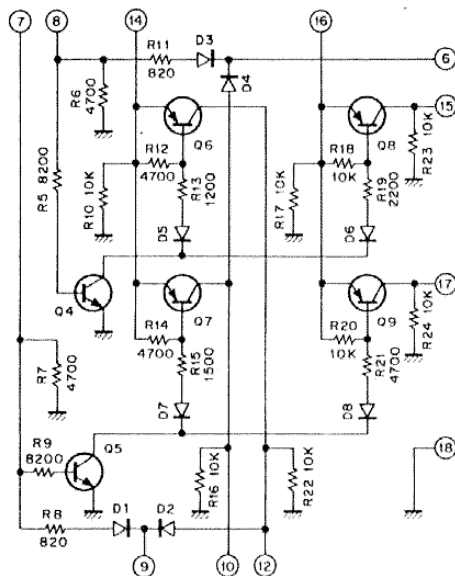 7 8 14 16
R11 D3 6
820 D4
R6
4700
Q6 Q8 15
R12 R18 R23 10K
4700 10K
R5 8200
R10 10K R13 1200 R17 10K R19 2200
D5 D6
Q4 Q7 Q9 17
R14 R20 R24 10K
4700 10K
R7
4700 R15 1500 R21 4700
D7 D8
R9 Q5
8200 R16 10K R22 10K 18
R8 D1 D2
820
9 10 12